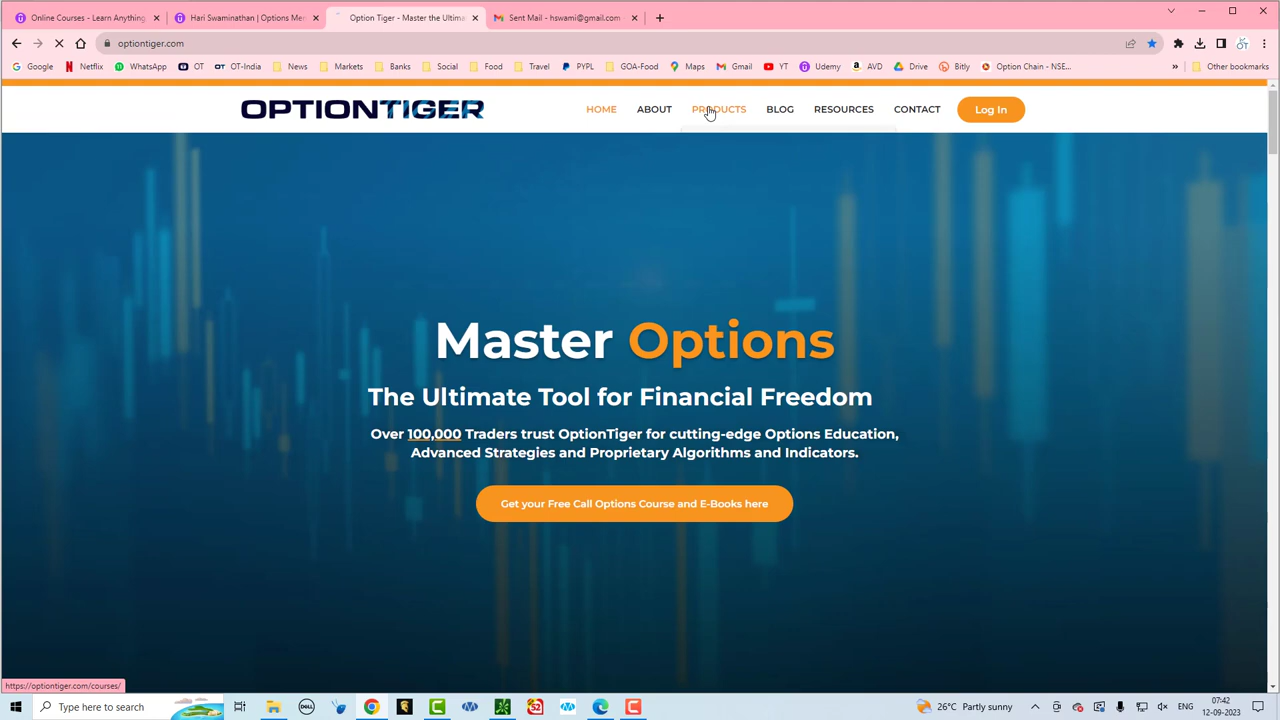 Online Courses - Learn Anything
Hari Swaminathan | Options Men
Option Tiger - Master the Ultima
Sent Mail - hswami@gmail.com
optiontiger.com
Google
Netflix
WhatsApp
OT
OT-India
News
Markets
Banks
Social
Food
Travel
PYPL
GOA-Food
Maps
Gmail
YT
Udemy
AVD
Drive
Bitly
Option Chain - NSE...
Other bookmarks
OPTIONTIGER
HOME
ABOUT
PRODUCTS
BLOG
RESOURCES
CONTACT
Log In
Master Options
The Ultimate Tool for Financial Freedom
Over 100,000 Traders trust OptionTiger for cutting-edge Options Education,
Advanced Strategies and Proprietary Algorithms and Indicators.
Get your Free Call Options Course and E-Books here
https://optiontiger.com/courses/
Type here to search
DELL
52
26°C Partly sunny
ENG
07:42
12-09-2023